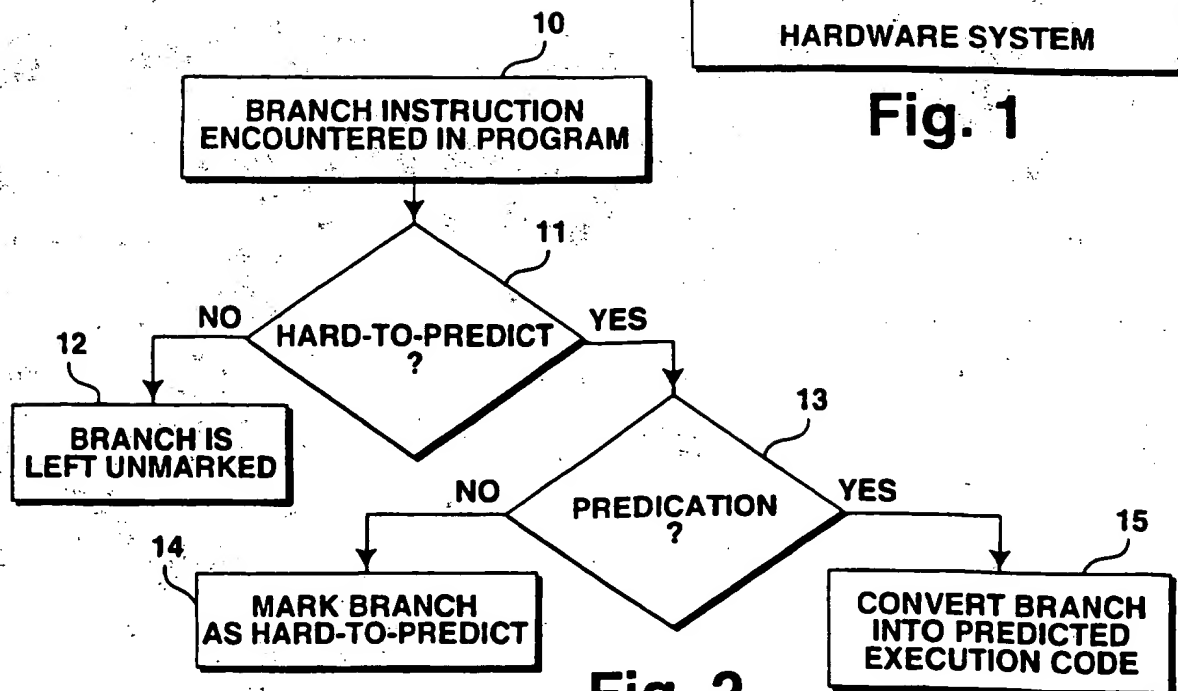 HARDWARE SYSTEM
Fig. 1
10
BRANCH INSTRUCTION
ENCOUNTERED IN PROGRAM
11
NO
HARD-TO-PREDICT
?
YES
12
BRANCH IS
LEFT UNMARKED
13
NO
PREDICATION
?
YES
14
MARK BRANCH
AS HARD-TO-PREDICT
15
CONVERT BRANCH
INTO PREDICTED
EXECUTION CODE
Fig. 2